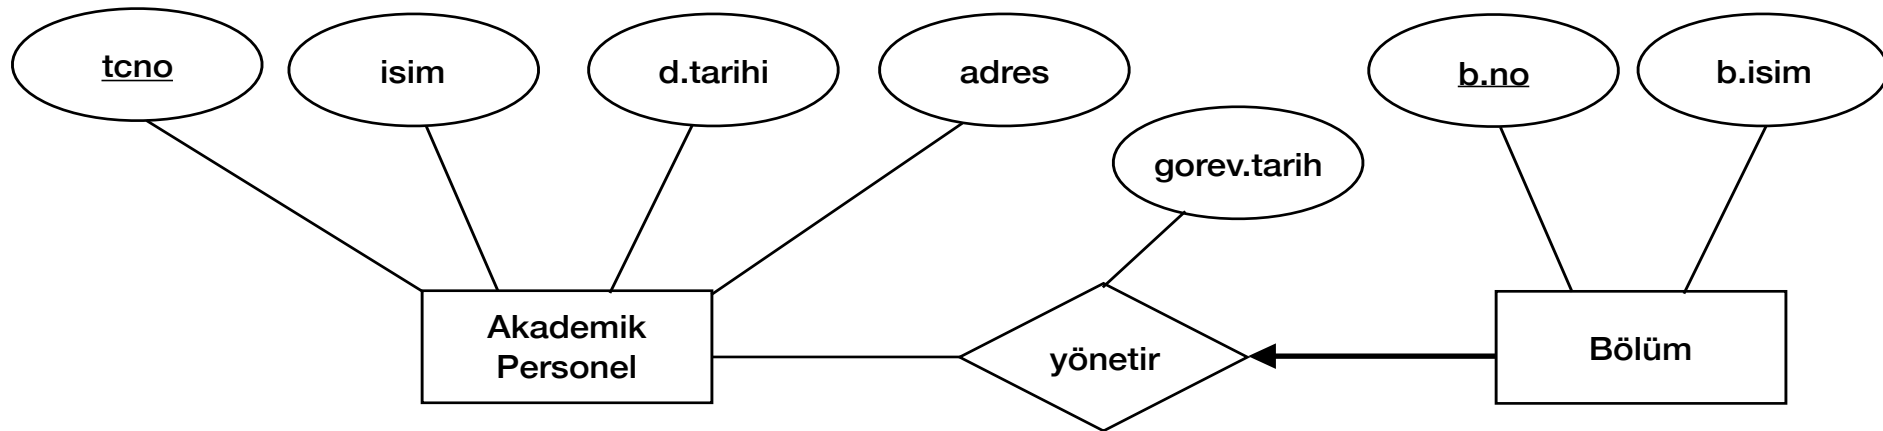 tcno
isim
d.tarihi
adres
b.no
b.isim
gorev.tarih
Akademik
Personel
yönetir
Bölüm